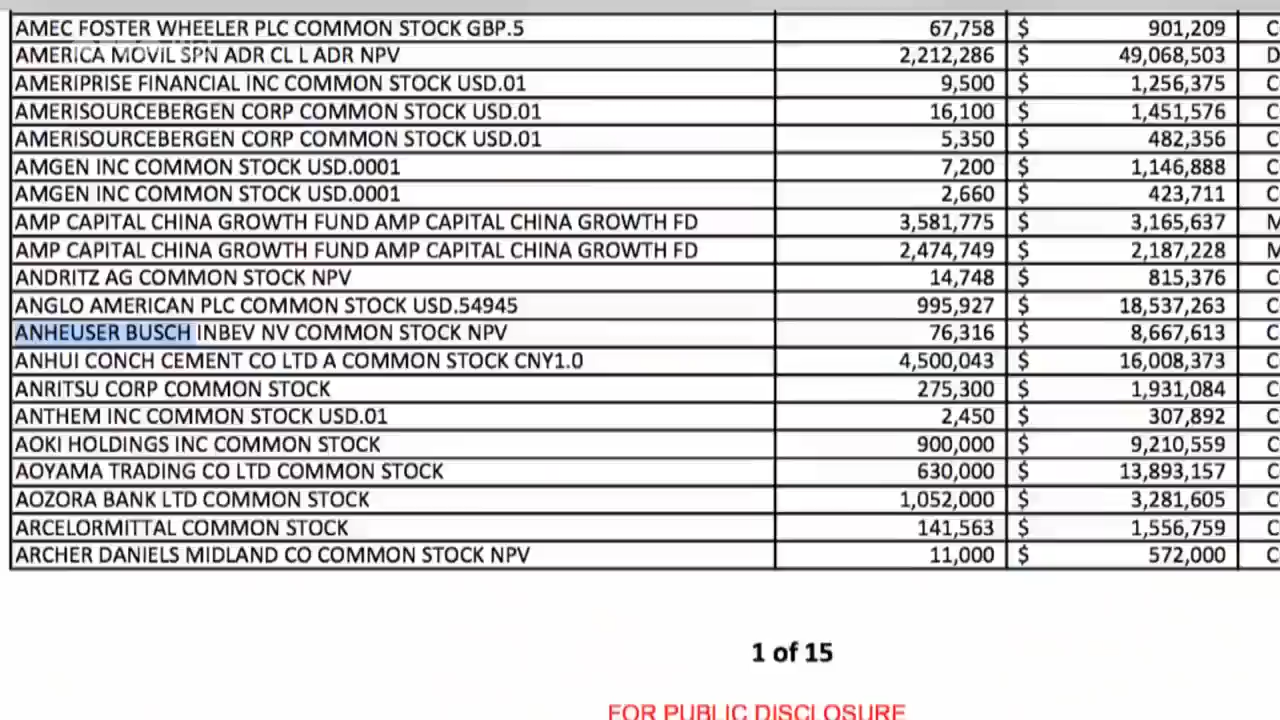 AMEC FOSTER WHEELER PLC COMMON STOCK GBP.5 67,758 $ 901,209 C
AMERICA MOVIL SPN ADR CL L ADR NPV 2,212,286 $ 49,068,503 D
AMERIPRISE FINANCIAL INC COMMON STOCK USD.01 9,500 $ 1,256,375 C
AMERISOURCEBERGEN CORP COMMON STOCK USD.01 16,100 $ 1,451,576 C
AMERISOURCEBERGEN CORP COMMON STOCK USD.01 5,350 $ 482,356 C
AMGEN INC COMMON STOCK USD.0001 7,200 $ 1,146,888 C
AMGEN INC COMMON STOCK USD.0001 2,660 $ 423,711 C
AMP CAPITAL CHINA GROWTH FUND AMP CAPITAL CHINA GROWTH FD 3,581,775 $ 3,165,637 M
AMP CAPITAL CHINA GROWTH FUND AMP CAPITAL CHINA GROWTH FD 2,474,749 $ 2,187,228 M
ANDRITZ AG COMMON STOCK NPV 14,748 $ 815,376 C
ANGLO AMERICAN PLC COMMON STOCK USD.54945 995,927 $ 18,537,263 C
ANHEUSER BUSCH INBEV NV COMMON STOCK NPV 76,316 $ 8,667,613 C
ANHUI CONCH CEMENT CO LTD A COMMON STOCK CNY1.0 4,500,043 $ 16,008,373 C
ANRITSU CORP COMMON STOCK 275,300 $ 1,931,084 C
ANTHEM INC COMMON STOCK USD.01 2,450 $ 307,892 C
AOKI HOLDINGS INC COMMON STOCK 900,000 $ 9,210,559 C
AOYAMA TRADING CO LTD COMMON STOCK 630,000 $ 13,893,157 C
AOZORA BANK LTD COMMON STOCK 1,052,000 $ 3,281,605 C
ARCELORMITTAL COMMON STOCK 141,563 $ 1,556,759 C
ARCHER DANIELS MIDLAND CO COMMON STOCK NPV 11,000 $ 572,000 C
1 of 15
FOR PUBLIC DISCLOSURE